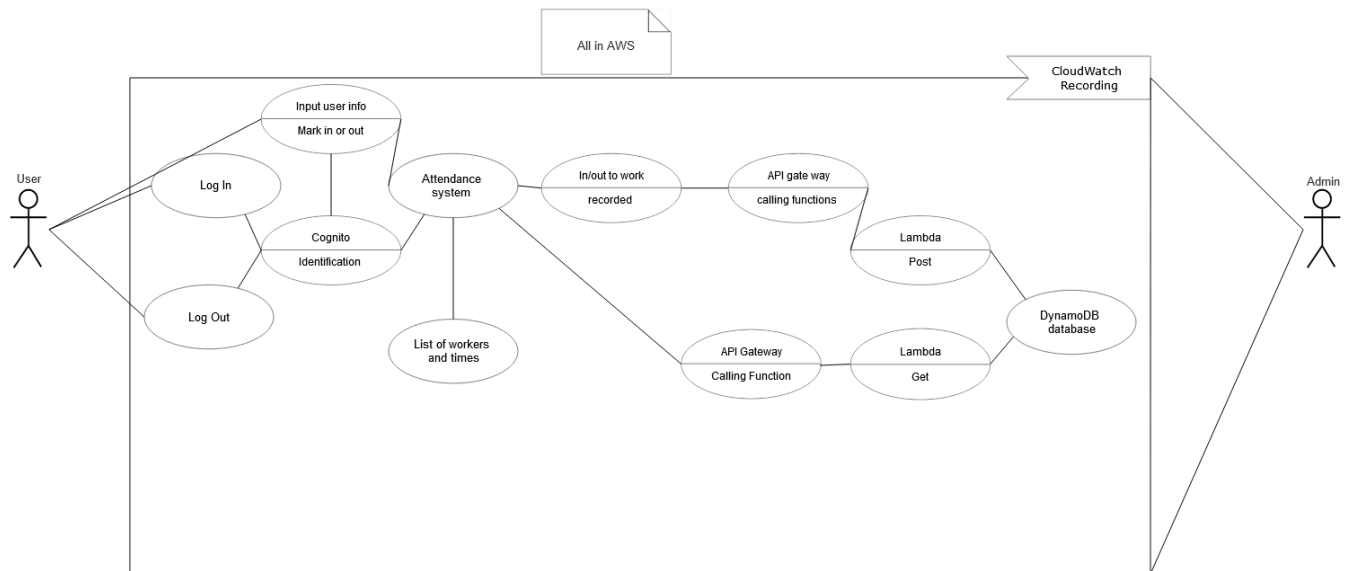 All in AWS
CloudWatch
Recording
Input user info
Mark in or out
User
Log In
Attendance
system
In/out to work
recorded
API gate way
calling functions
Admin
Cognito
Identification
Lambda
Post
Log Out
DynamoDB
database
List of workers
and times
API Gateway
Calling Function
Lambda
Get